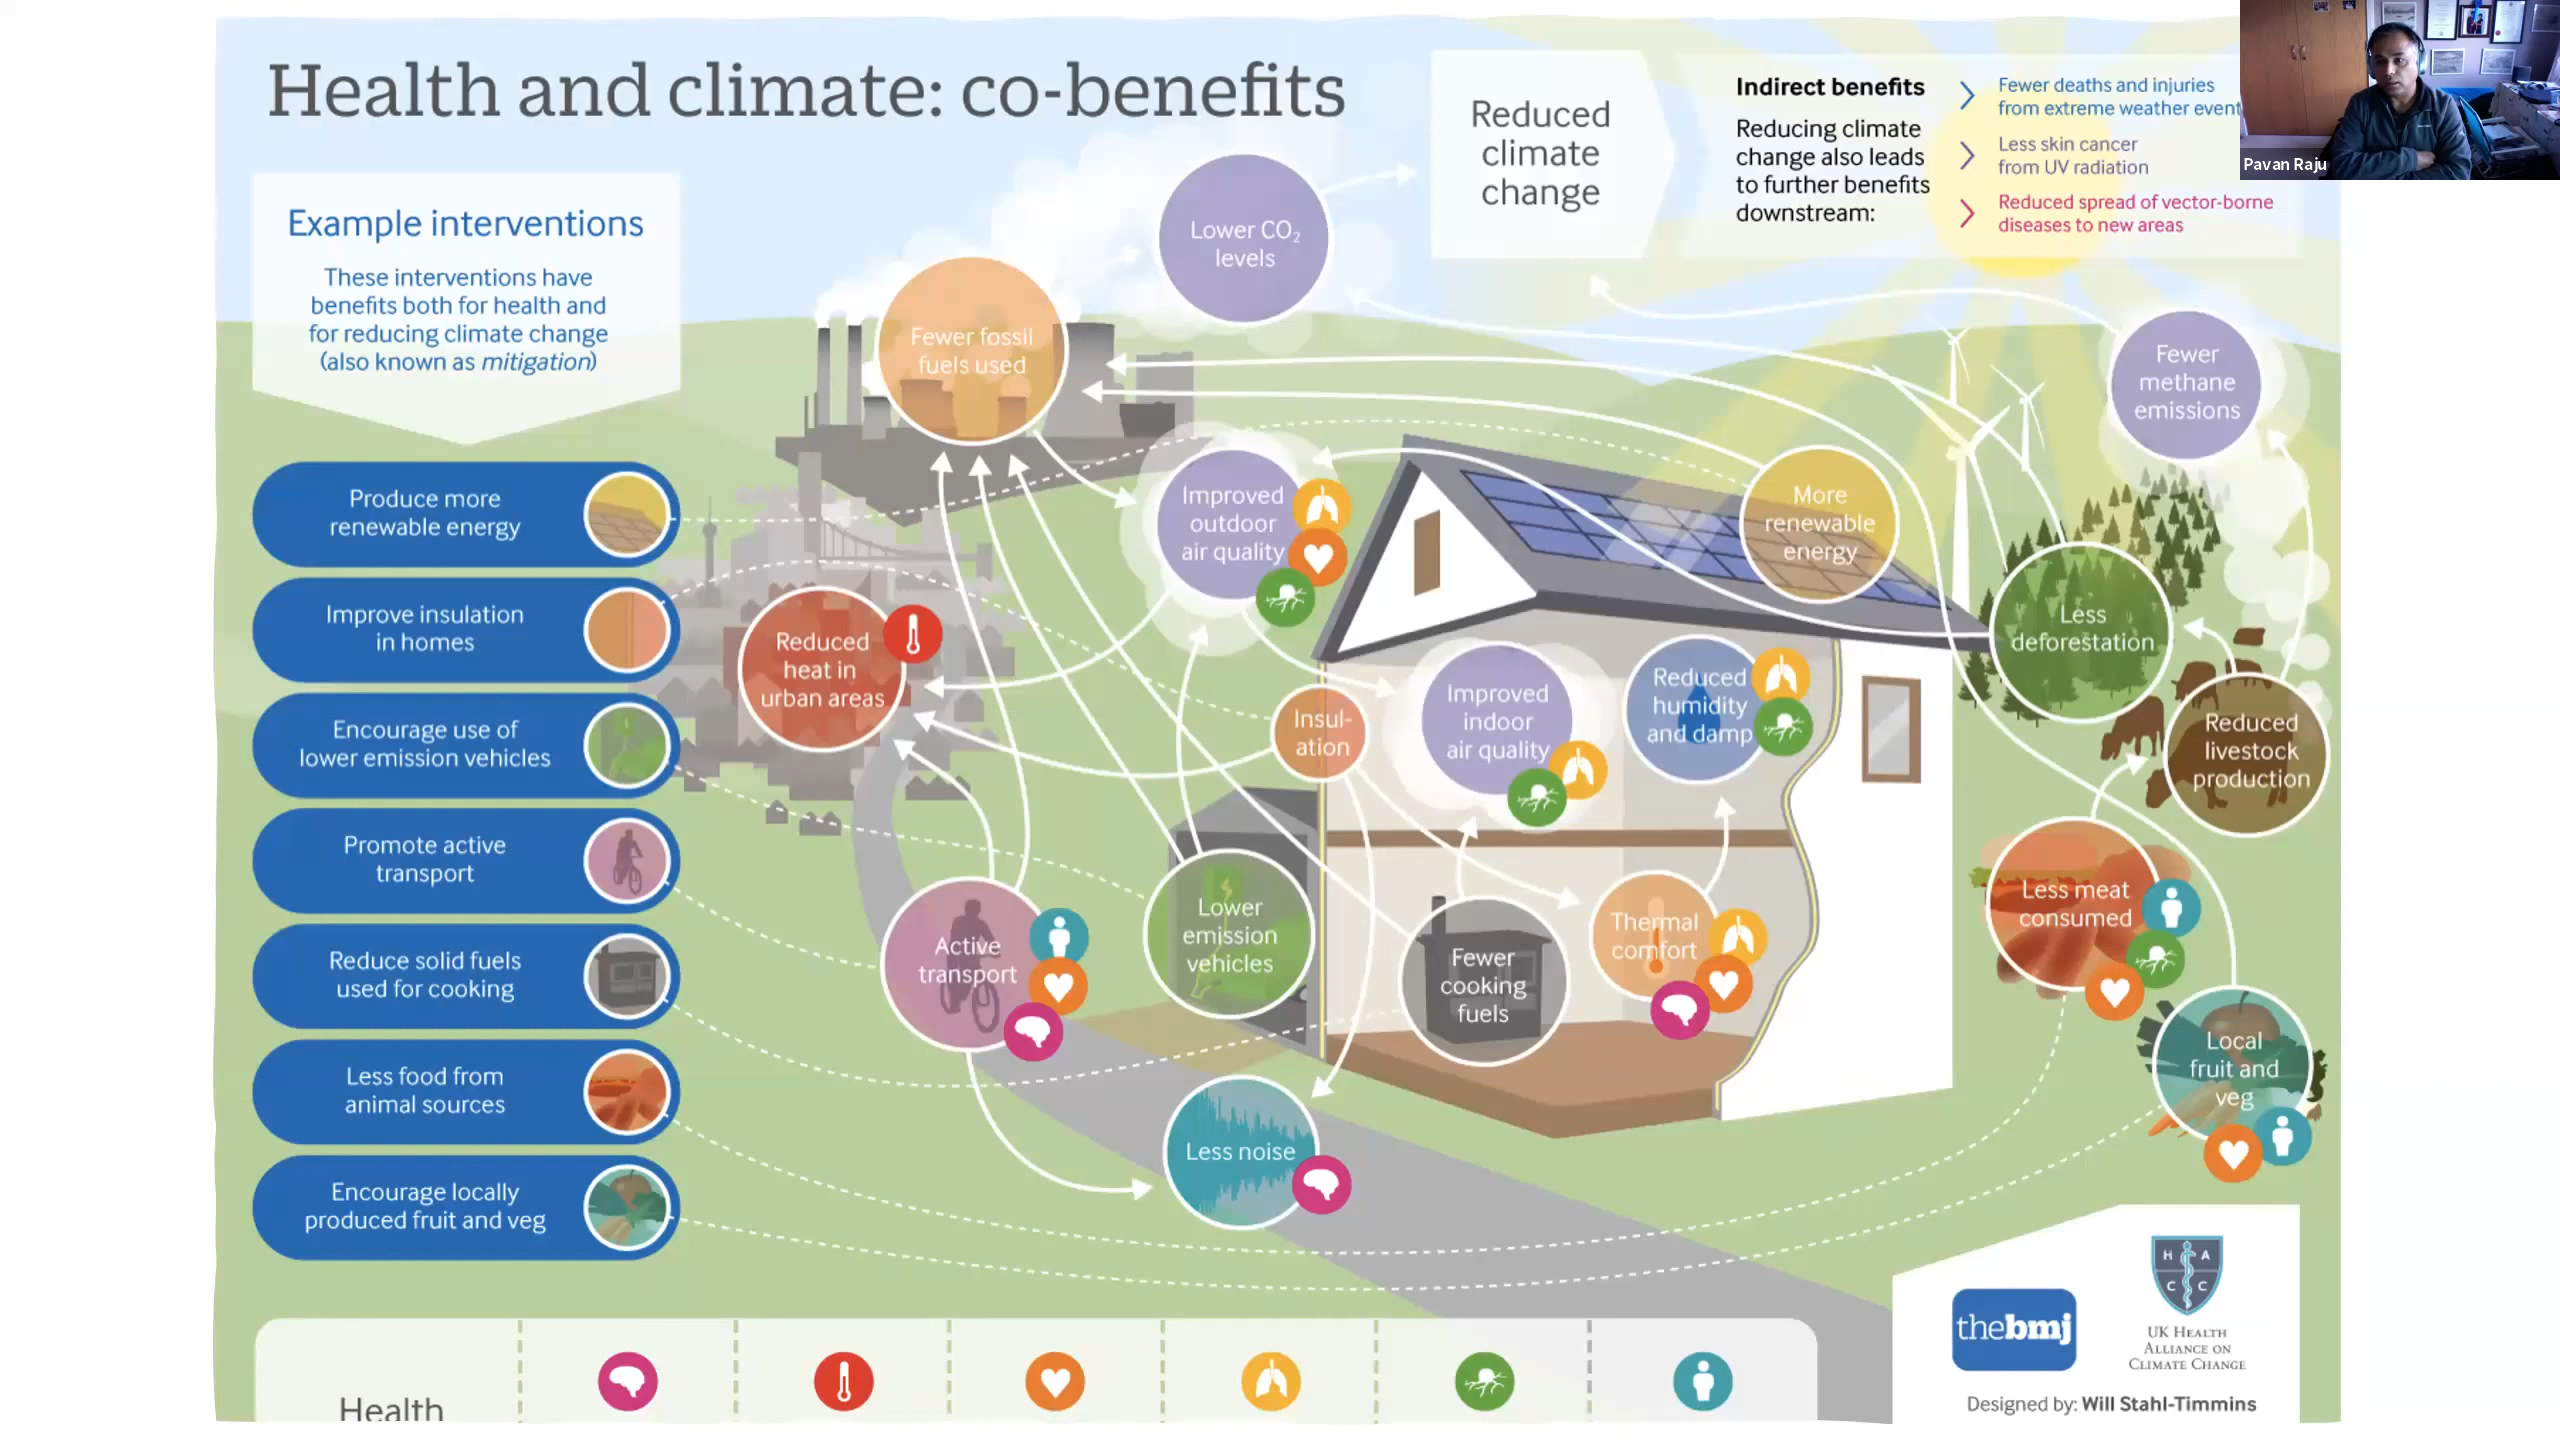 Health and climate: co-benefits
Reduced
climate
change
Indirect benefits
Reducing climate
change also leads
to further benefits
downstream:
Fewer deaths and injuries
from extreme weather event
Less skin cancer
from UV radiation
Reduced spread of vector-borne
diseases to new areas
Pavan Raju
Example interventions
These interventions have
benefits both for health and
for reducing climate change
(also known as mitigation)
Produce more
renewable energy
Improve insulation
in homes
Encourage use of
lower emission vehicles
Promote active
transport
Reduce solid fuels
used for cooking
Less food from
animal sources
Encourage locally
produced fruit and veg
Lower CO₂
levels
Fewer fossil
fuels used
Fewer
methane
emissions
Improved
outdoor
air quality
More
renewable
energy
Reduced
heat in
urban areas
Less
deforestation
Insul-
ation
Improved
indoor
air quality
Reduced
humidity
and damp
Reduced
livestock
production
Active
transport
Lower
emission
vehicles
Fewer
cooking
fuels
Thermal
comfort
Less meat
consumed
Local
fruit and
veg
Less noise
Health
thebmj
H A
C C
UK Health
Alliance on
Climate Change
Designed by: Will Stahl-Timmins